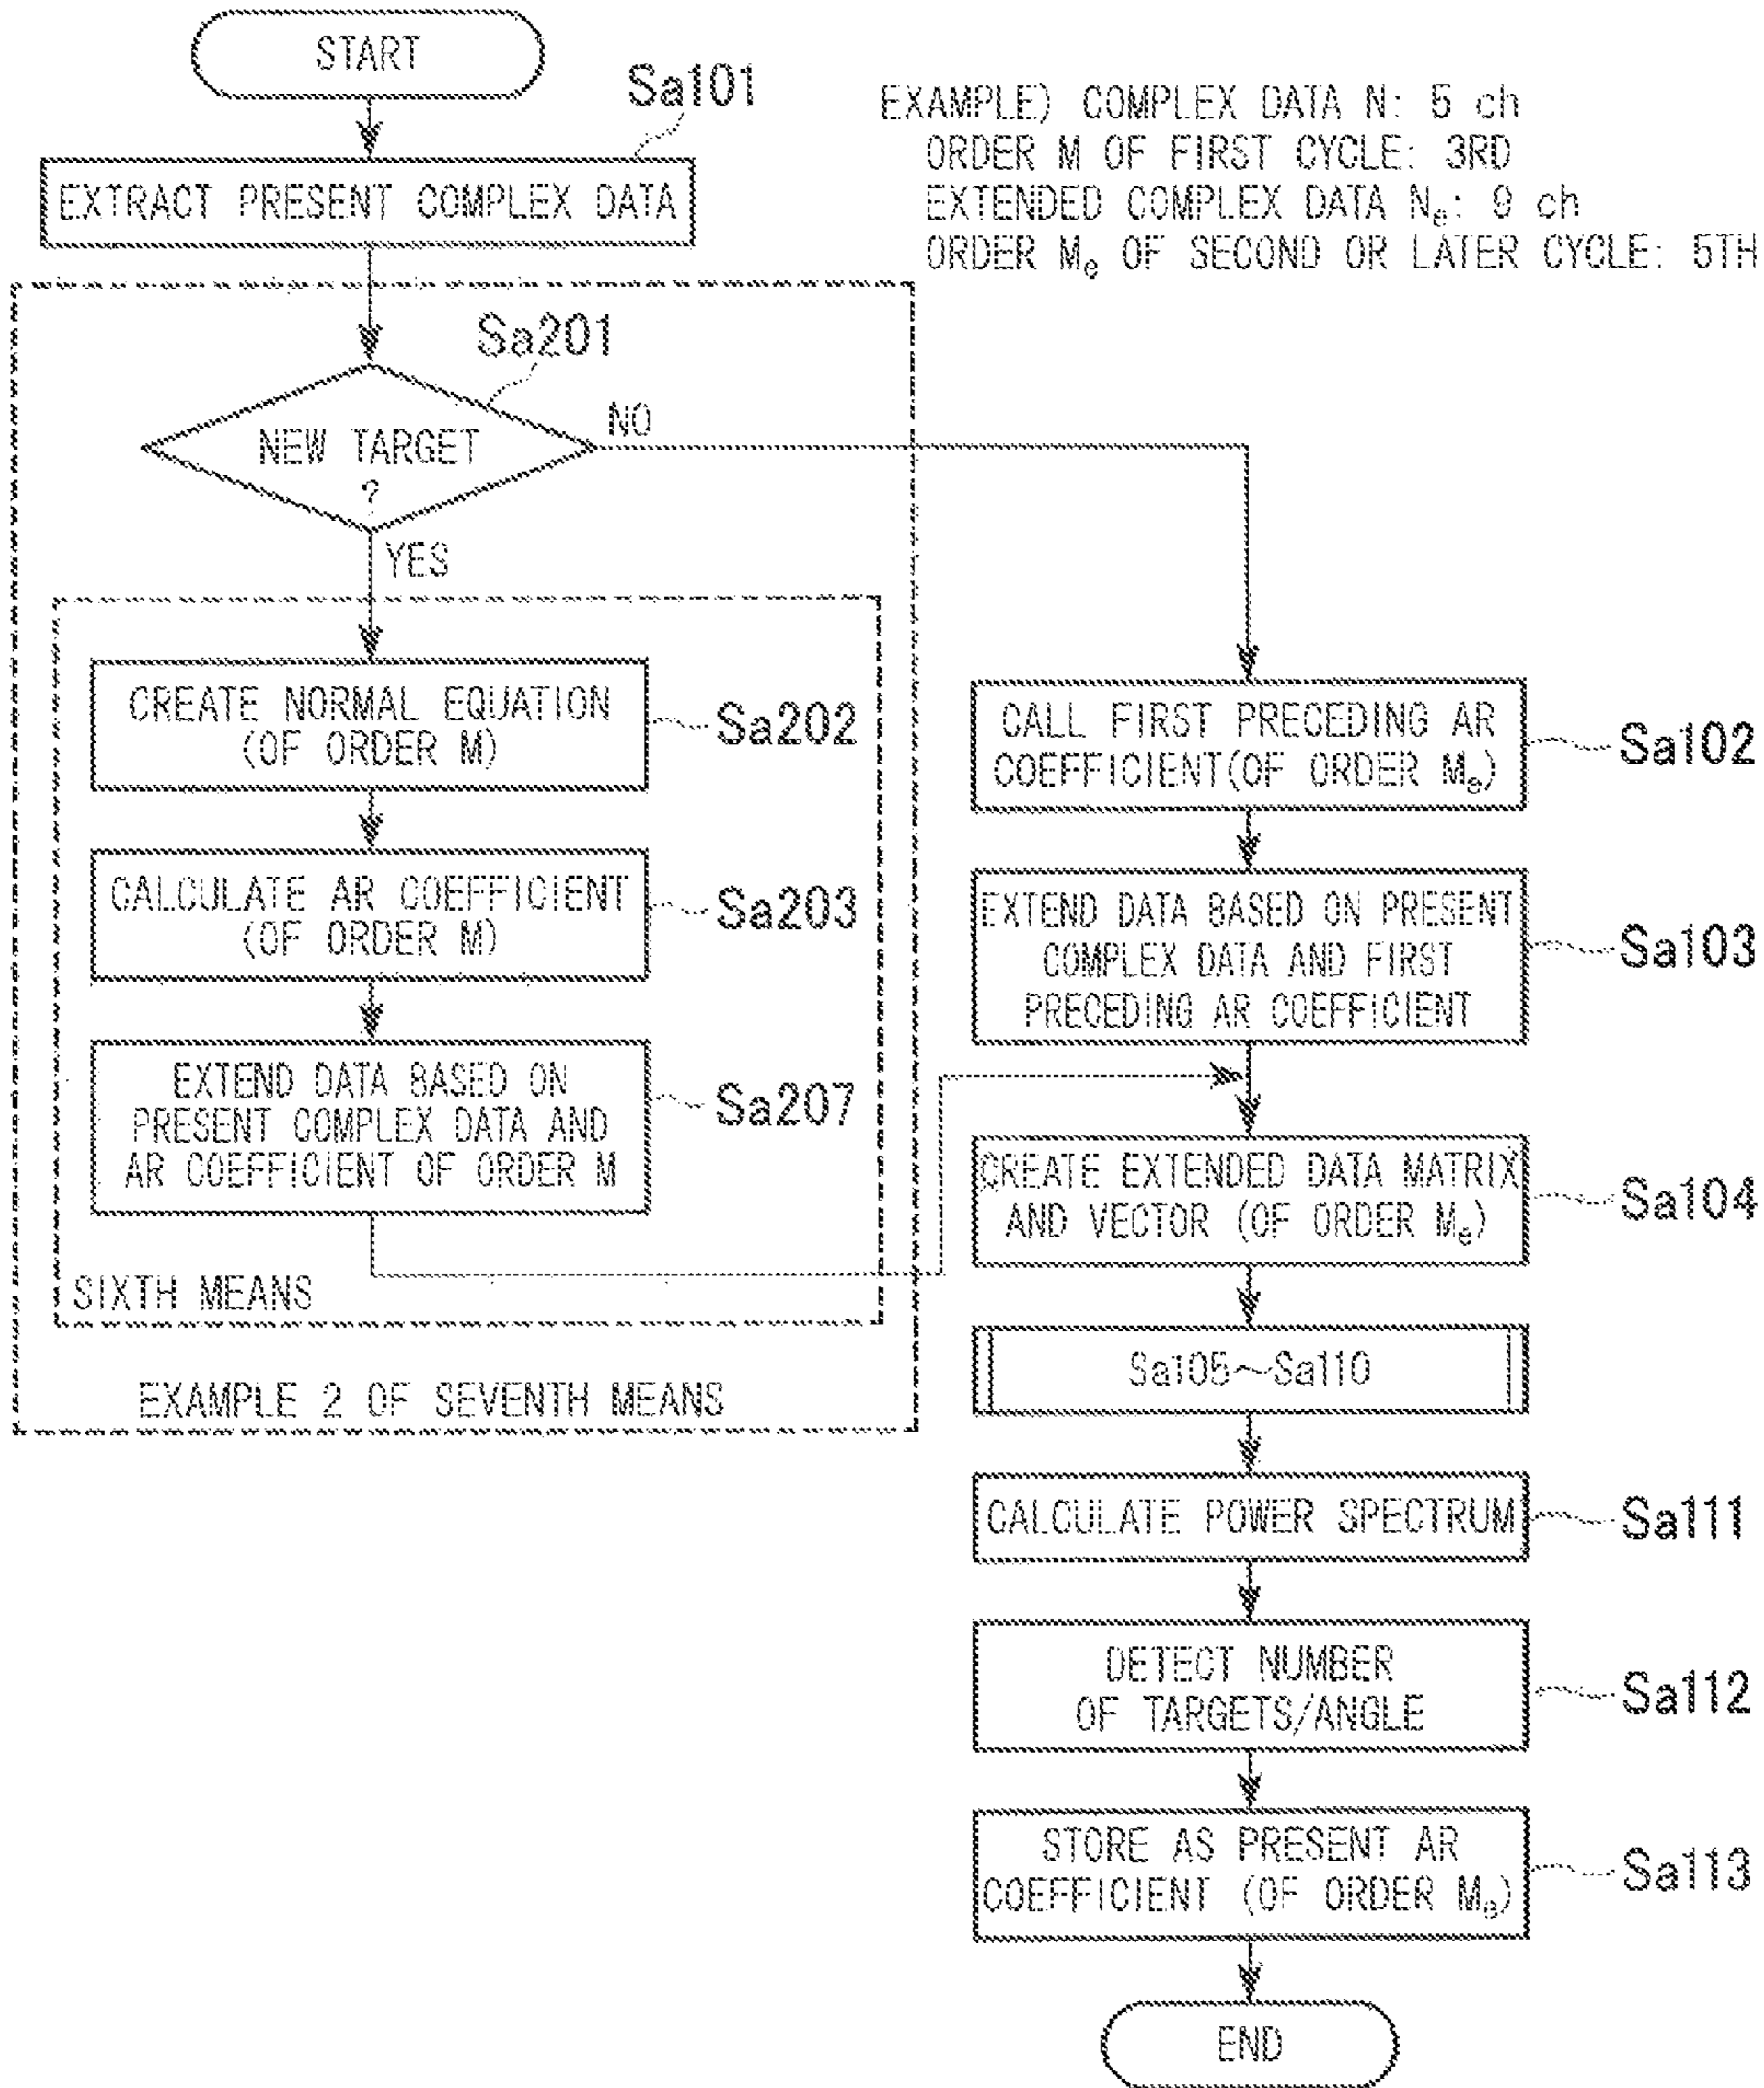 START
Sa101
EXTRACT PRESENT COMPLEX DATA
EXAMPLE) COMPLEX DATA N: 5 ch
ORDER M OF FIRST CYCLE: 3RD
EXTENDED COMPLEX DATA Ne: 9 ch
ORDER Me OF SECOND OR LATER CYCLE: 5TH
Sa201
NEW TARGET
?
NO
YES
CREATE NORMAL EQUATION
(OF ORDER M)
Sa202
CALCULATE AR COEFFICIENT
(OF ORDER M)
Sa203
EXTEND DATA BASED ON
PRESENT COMPLEX DATA AND
AR COEFFICIENT OF ORDER M
Sa207
SIXTH MEANS
EXAMPLE 2 OF SEVENTH MEANS
CALL FIRST PRECEDING AR
COEFFICIENT(OF ORDER Me)
Sa102
EXTEND DATA BASED ON PRESENT
COMPLEX DATA AND FIRST
PRECEDING AR COEFFICIENT
Sa103
CREATE EXTENDED DATA MATRIX
AND VECTOR (OF ORDER Me)
Sa104
Sa105~Sa110
CALCULATE POWER SPECTRUM
Sa111
DETECT NUMBER
OF TARGETS/ANGLE
Sa112
STORE AS PRESENT AR
COEFFICIENT (OF ORDER Me)
Sa113
END